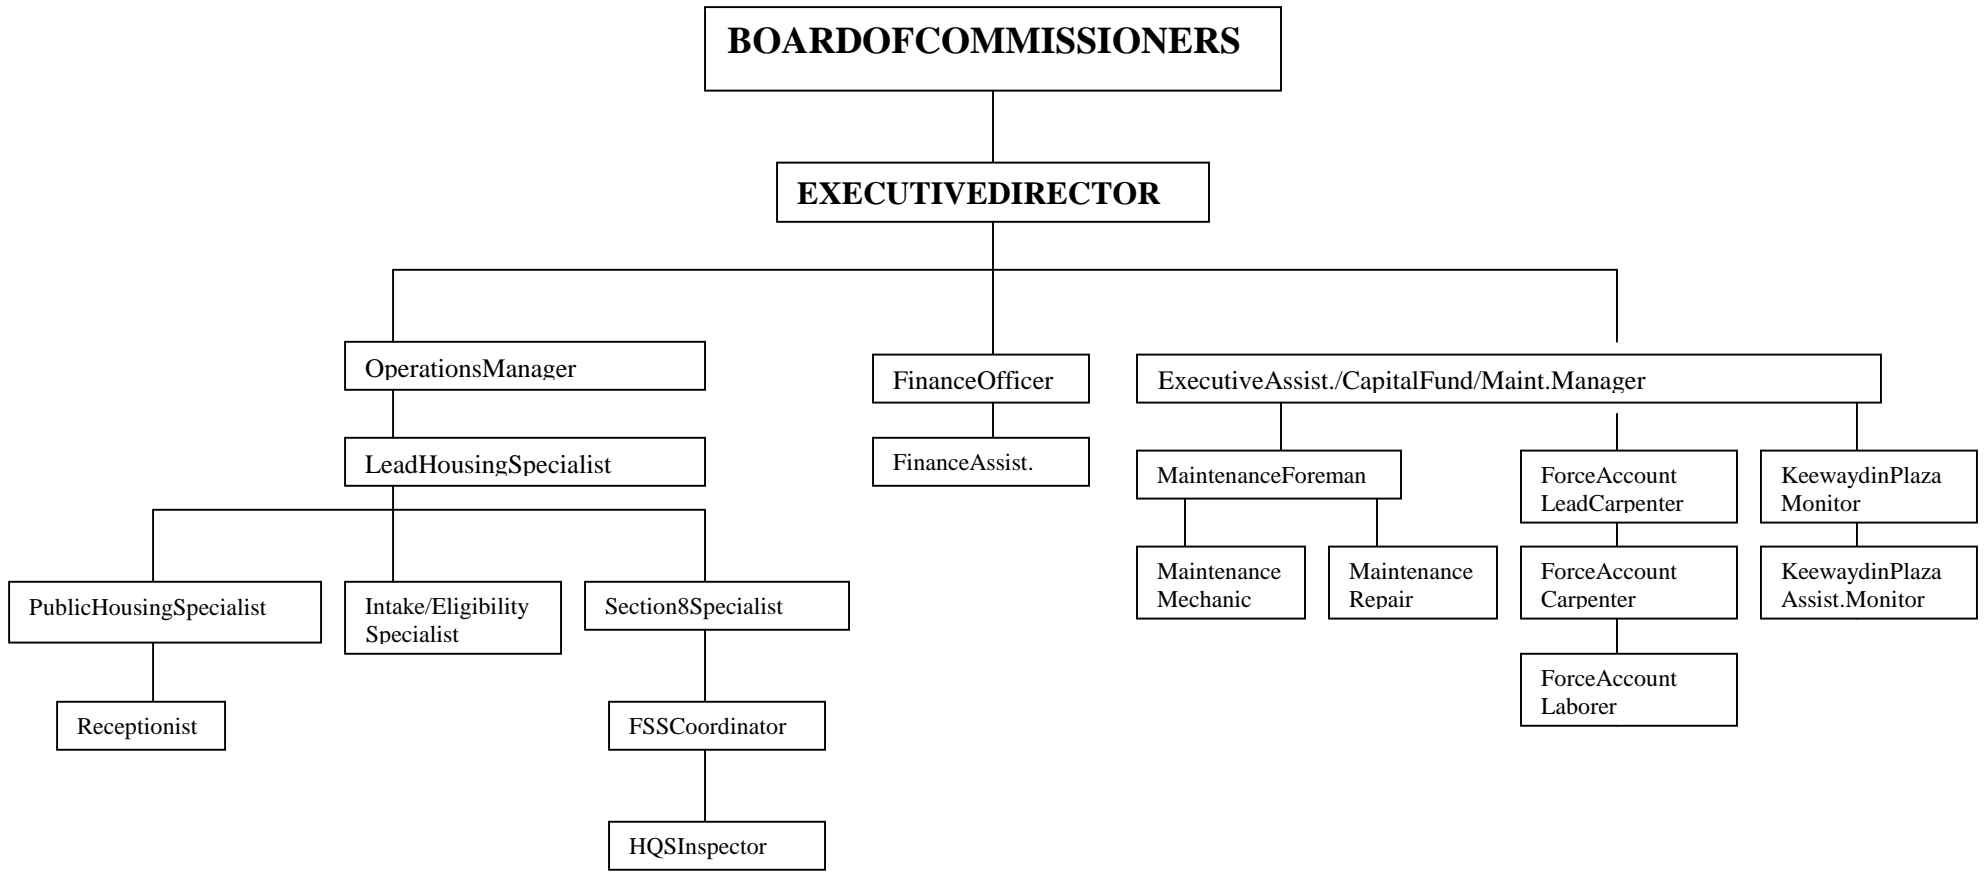 BOARDOFCOMMISSIONERS
EXECUTIVEDIRECTOR
OperationsManager
FinanceOfficer
ExecutiveAssist./CapitalFund/Maint.Manager
LeadHousingSpecialist
FinanceAssist.
MaintenanceForeman
ForceAccount
LeadCarpenter
KeewaydinPlaza
Monitor
PublicHousingSpecialist
Intake/Eligibility
Specialist
Section8Specialist
Maintenance
Mechanic
Maintenance
Repair
ForceAccount
Carpenter
KeewaydinPlaza
Assist.Monitor
Receptionist
FSSCoordinator
ForceAccount
Laborer
HQSInspector